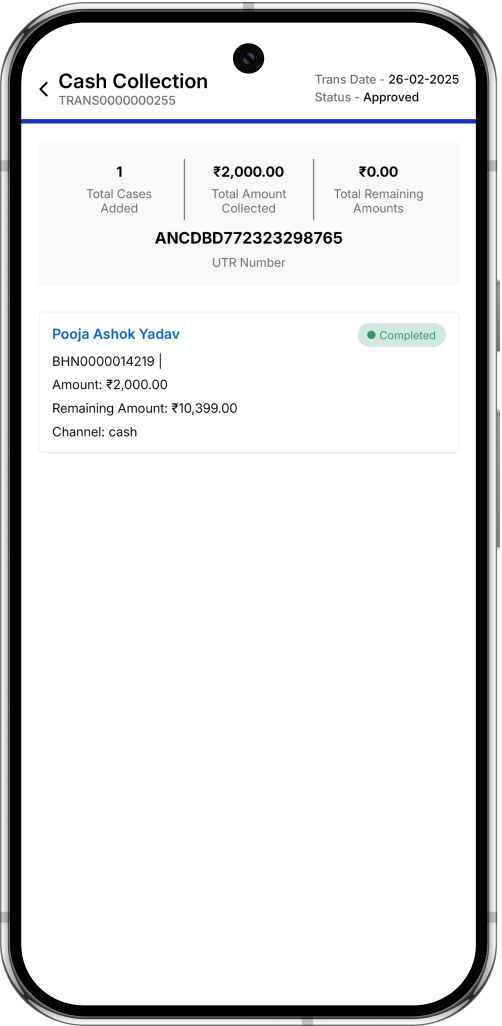 Cash Collection
TRANS0000000255
Trans Date - 26-02-2025
Status - Approved
1
Total Cases
Added
₹2,000.00
Total Amount
Collected
₹0.00
Total Remaining
Amounts
ANCDBD772323298765
UTR Number
Pooja Ashok Yadav
Completed
BHN0000014219 |
Amount: ₹2,000.00
Remaining Amount: ₹10,399.00
Channel: cash